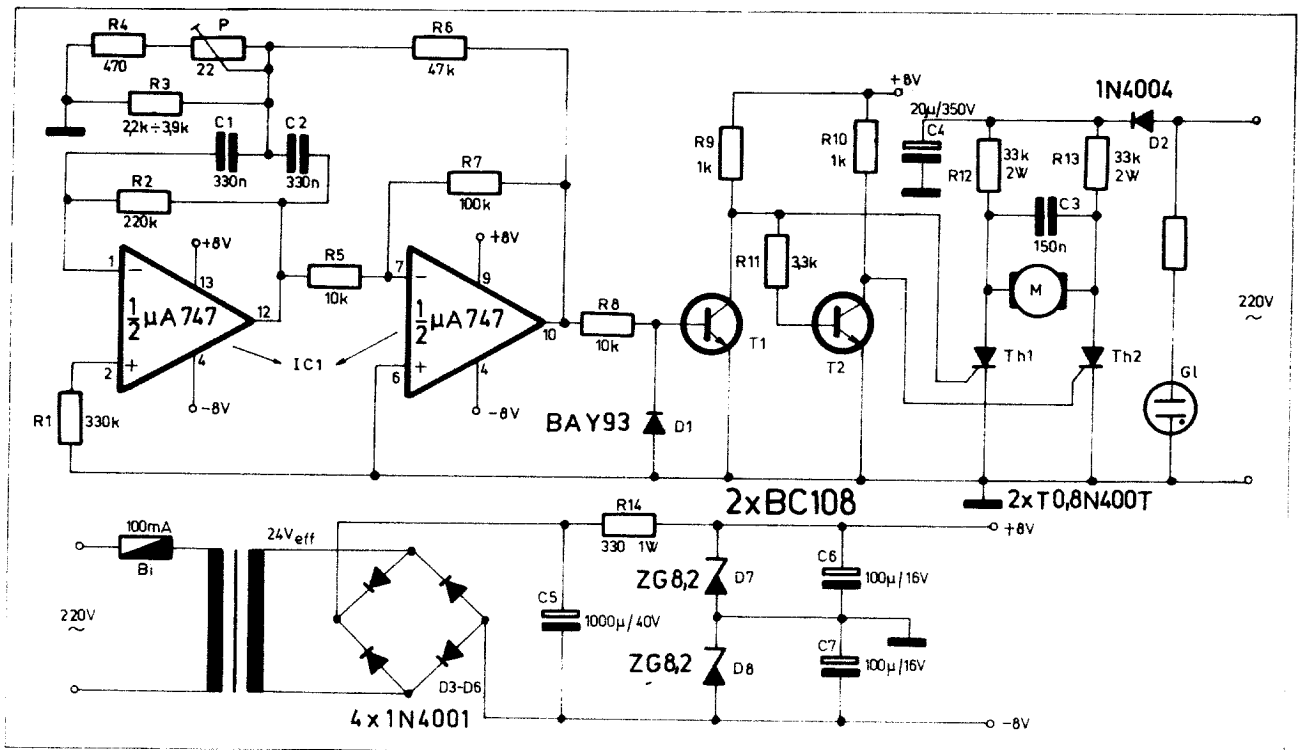 R4
470
P
22
R6
47k
R3
2,2k÷3,9k
C1
330n
C2
330n
R2
220k
R7
100k
+8V
1
13
½ μA747
12
2
4
-8V
R1
330k
R5
10k
IC1
+8V
7
9
½ μA747
10
6
4
-8V
R8
10k
BAY93
D1
R9
1k
R10
1k
+8V
R11
3,3k
T1
T2
2xBC108
20μ/350V
C4
1N4004
D2
R12
33k
2W
R13
33k
2W
C3
150n
M
Th1
Th2
2xT0,8N400T
Gl
220V
~
100mA
Bi
220V
~
24Veff
D3-D6
4x1N4001
C5
1000μ/40V
R14
330 1W
ZG8,2
D7
ZG8,2
D8
C6
100μ/16V
C7
100μ/16V
+8V
-8V